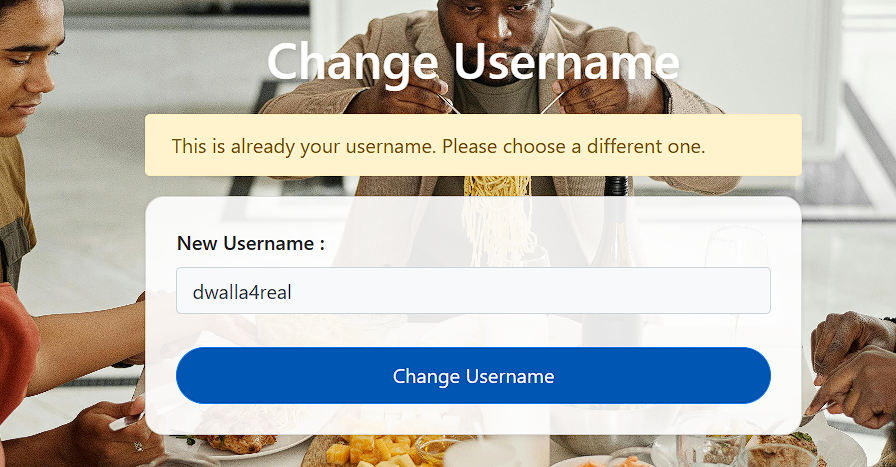 Change Username
This is already your username. Please choose a different one.
New Username :
dwalla4real
Change Username